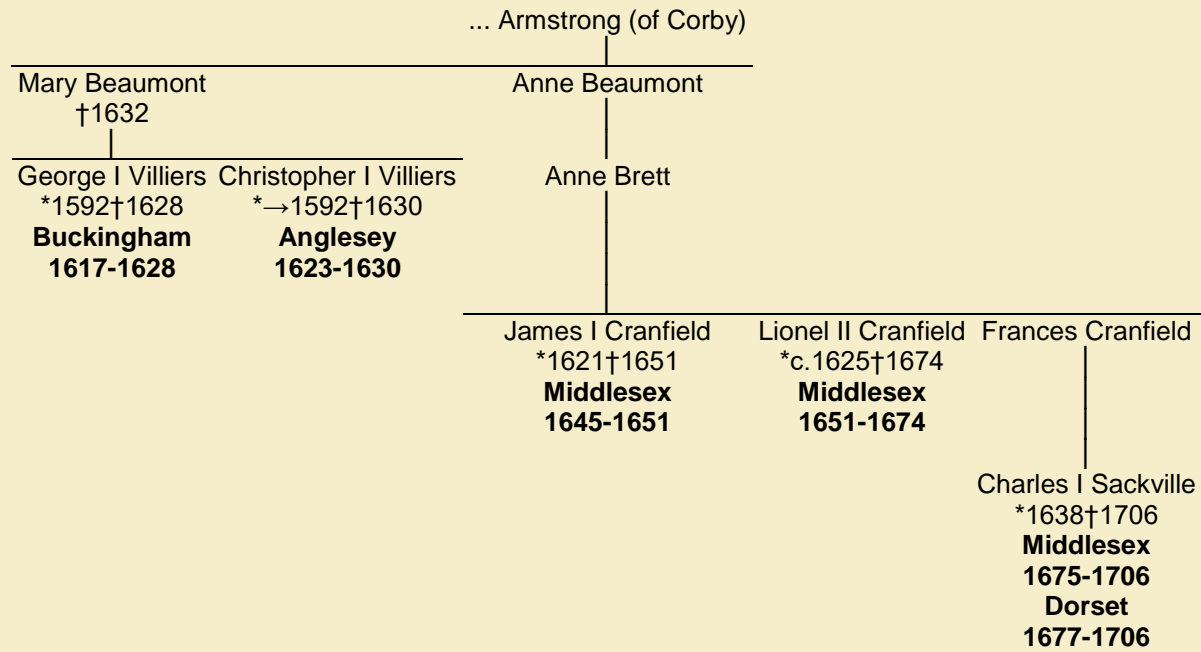 ... Armstrong (of Corby)
Mary Beaumont Anne Beaumont
†1632
George I Villiers Christopher I Villiers Anne Brett
*1592†1628 *→1592†1630
Buckingham Anglesey
1617-1628 1623-1630
James I Cranfield Lionel II Cranfield Frances Cranfield
*1621†1651 *c.1625†1674
Middlesex Middlesex
1645-1651 1651-1674
Charles I Sackville
*1638†1706
Middlesex
1675-1706
Dorset
1677-1706